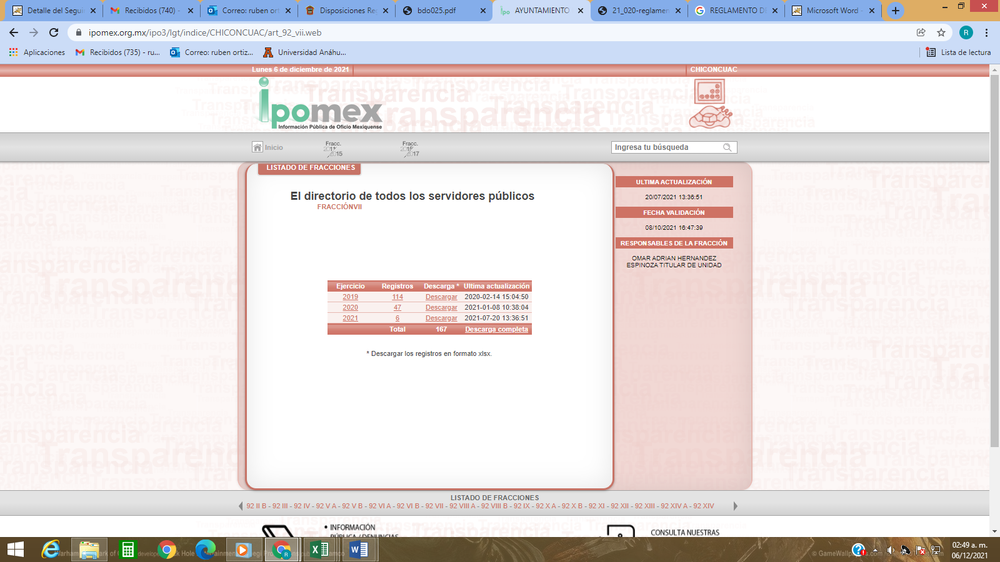 Detalle del Segui
Recibidos (740) -
Correo: ruben ort
Disposiciones Re
bdo025.pdf
AYUNTAMIENTO
21_020-reglamen
REGLAMENTO DE
Microsoft Word -
ipomex.org.mx/ipo3/lgt/indice/CHICONCUAC/art_92_vii.web
R
Aplicaciones
Recibidos (735) - ru...
Correo: ruben ortiz...
Universidad Anáhu...
Lista de lectura
Lunes 6 de diciembre de 2021
CHICONCUAC
ipomex
Información Pública de Oficio Mexiquense
Transparencia
Inicio
Fracc.
2015
Fracc.
2017
Ingresa tu búsqueda
LISTADO DE FRACCIONES
El directorio de todos los servidores públicos
FRACCIÓNVII
Ejercicio Registros Descarga * Ultima actualización
2019 114 Descargar 2020-02-14 15:04:50
2020 47 Descargar 2021-01-08 10:38:04
2021 6 Descargar 2021-07-20 13:36:51
Total 167 Descarga completa
* Descargar los registros en formato xlsx.
ULTIMA ACTUALIZACIÓN
20/07/2021 13:36:51
FECHA VALIDACIÓN
08/10/2021 16:47:39
RESPONSABLES DE LA FRACCIÓN
OMAR ADRIAN HERNANDEZ
ESPINOZA TITULAR DE UNIDAD
LISTADO DE FRACCIONES
92 II B - 92 III - 92 IV - 92 V A - 92 V B - 92 VI A - 92 VI B - 92 VII - 92 VIII A - 92 VIII B - 92 IX - 92 X A - 92 X B - 92 XI - 92 XII - 92 XIII - 92 XIV A - 92 XIV
• INFORMACIÓN
PÚBLICA / DENUNCIAS
CONSULTA NUESTRAS
© GameWallpapers.com
02:49 a. m.
06/12/2021